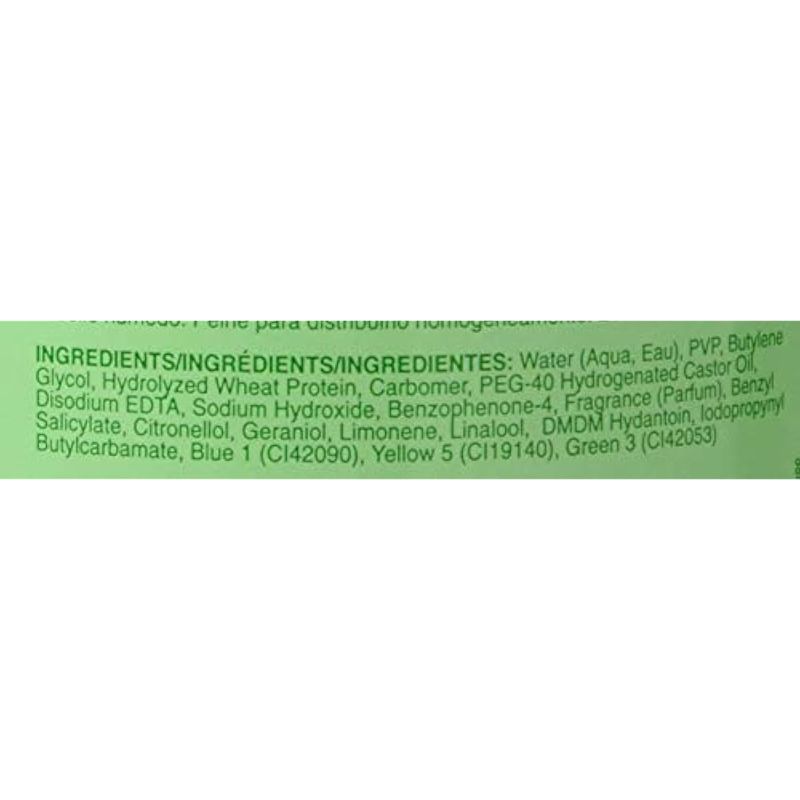 para
INGREDIENTS/INGRÉDIENTS/INGREDIENTES: Water (Aqua, Eau), PVP, Butylene
Glycol, Hydrolyzed Wheat Protein, Carbomer, PEG-40 Hydrogenated Castor Oil,
Disodium EDTA, Sodium Hydroxide, Benzophenone-4, Fragrance (Parfum), Benzyl
Salicylate, Citronellol, Geraniol, Limonene, Linalool, DMDM Hydantoin, Iodopropynyl
Butylcarbamate, Blue 1 (CI42090), Yellow 5 (CI19140), Green 3 (CI42053)